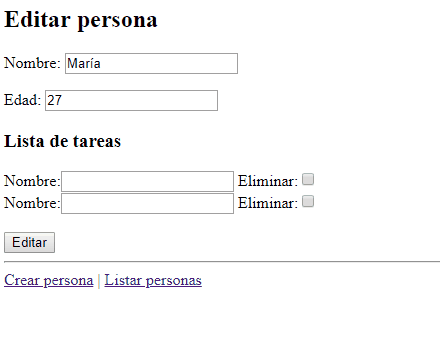 Editar persona
Nombre: María
Edad: 27
Lista de tareas
Nombre: Eliminar:
Nombre: Eliminar:
Editar
Crear persona | Listar personas